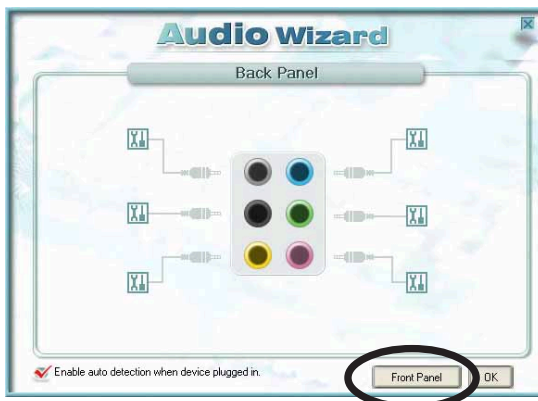 Audio Wizard
Back Panel
Enable auto detection when device plugged in.
Front Panel
OK